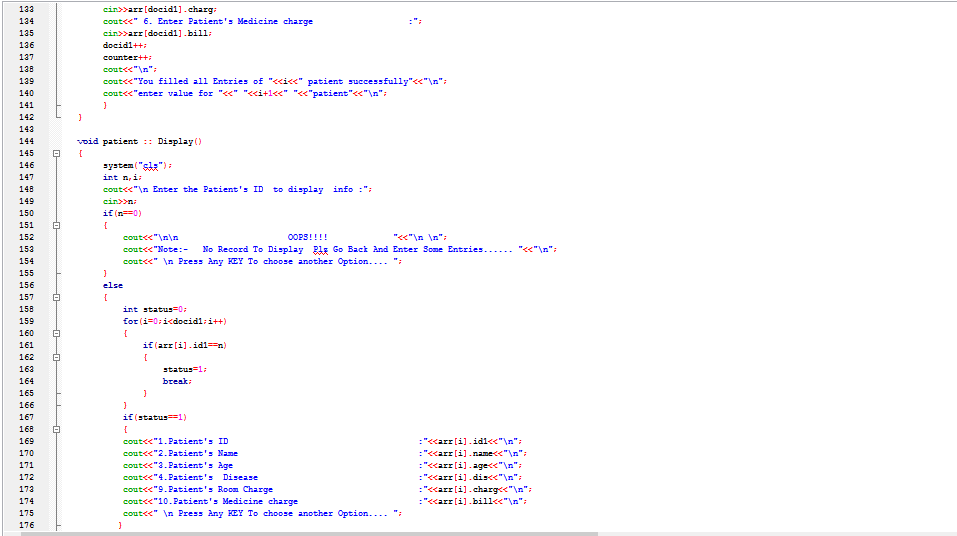 133 cin>>arr[docid1].charg;
134 cout<<" 6. Enter Patient's Medicine charge :";
135 cin>>arr[docid1].bill;
136 docid1++;
137 counter++;
138 cout<<"\n";
139 cout<<"You filled all Entries of "<<i<<" patient successfully"<<"\n";
140 cout<<"enter value for "<<" "<<i+1<<" "<<"patient"<<"\n";
141 }
142 }
143
144 void patient :: Display()
145 {
146 system("cls");
147 int n,i;
148 cout<<"\n Enter the Patient's ID to display info :";
149 cin>>n;
150 if(n==0)
151 {
152 cout<<"\n\n OOPS!!!! "<<"\n \n";
153 cout<<"Note:- No Record To Display Plz Go Back And Enter Some Entries...... "<<"\n";
154 cout<<" \n Press Any KEY To choose another Option.... ";
155 }
156 else
157 {
158 int status=0;
159 for(i=0;i<docid1;i++)
160 {
161 if(arr[i].id1==n)
162 {
163 status=1;
164 break;
165 }
166 }
167 if(status==1)
168 {
169 cout<<"1.Patient's ID :"<<arr[i].id1<<"\n";
170 cout<<"2.Patient's Name :"<<arr[i].name<<"\n";
171 cout<<"3.Patient's Age :"<<arr[i].age<<"\n";
172 cout<<"4.Patient's Disease :"<<arr[i].dis<<"\n";
173 cout<<"9.Patient's Room Charge :"<<arr[i].charg<<"\n";
174 cout<<"10.Patient's Medicine charge :"<<arr[i].bill<<"\n";
175 cout<<" \n Press Any KEY To choose another Option.... ";
176 }